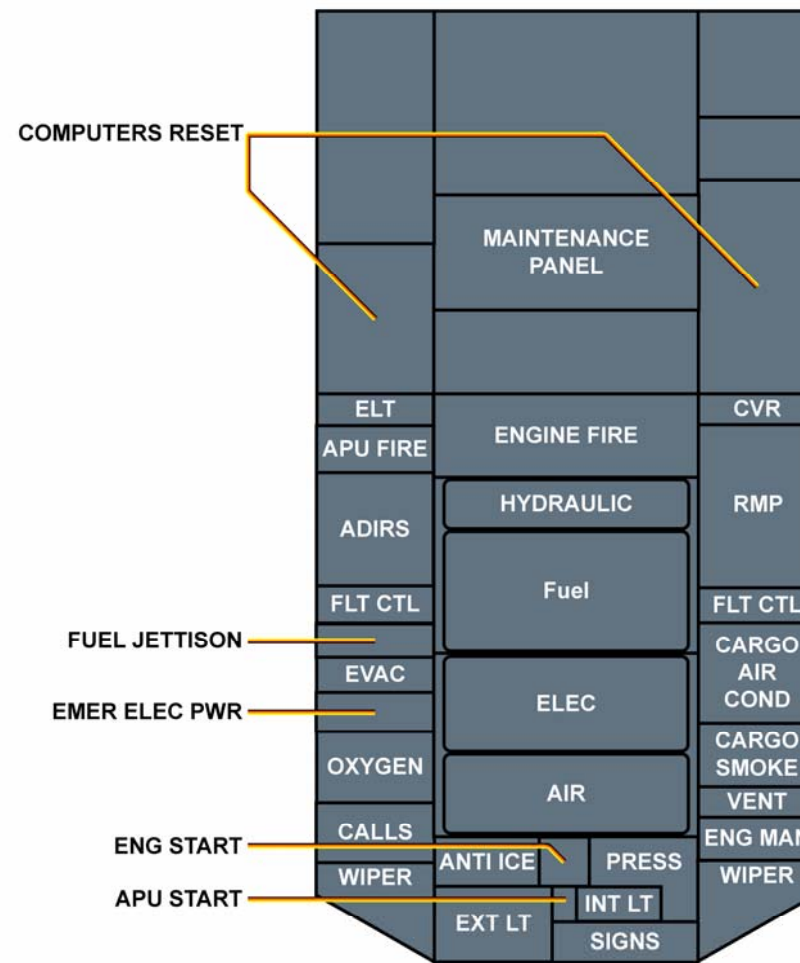 COMPUTERS RESET
MAINTENANCE
PANEL
ELT
ENGINE FIRE
CVR
APU FIRE
HYDRAULIC
RMP
ADIRS
Fuel
FLT CTL
FLT CTL
FUEL JETTISON
CARGO
AIR
COND
EVAC
ELEC
EMER ELEC PWR
CARGO
SMOKE
OXYGEN
AIR
VENT
CALLS
ENG MAN
ENG START
ANTI ICE
PRESS
WIPER
WIPER
APU START
INT LT
EXT LT
SIGNS